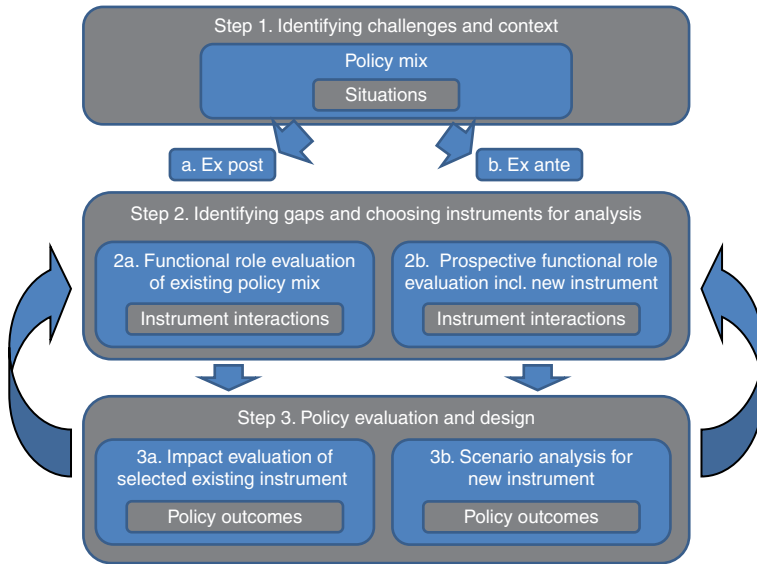 Step 1. Identifying challenges and context
Policy mix
Situations
a. Ex post
b. Ex ante
Step 2. Identifying gaps and choosing instruments for analysis
2a. Functional role evaluation
of existing policy mix
Instrument interactions
2b. Prospective functional role
evaluation incl. new instrument
Instrument interactions
Step 3. Policy evaluation and design
3a. Impact evaluation of
selected existing instrument
Policy outcomes
3b. Scenario analysis for
new instrument
Policy outcomes